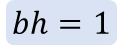 bh = 1